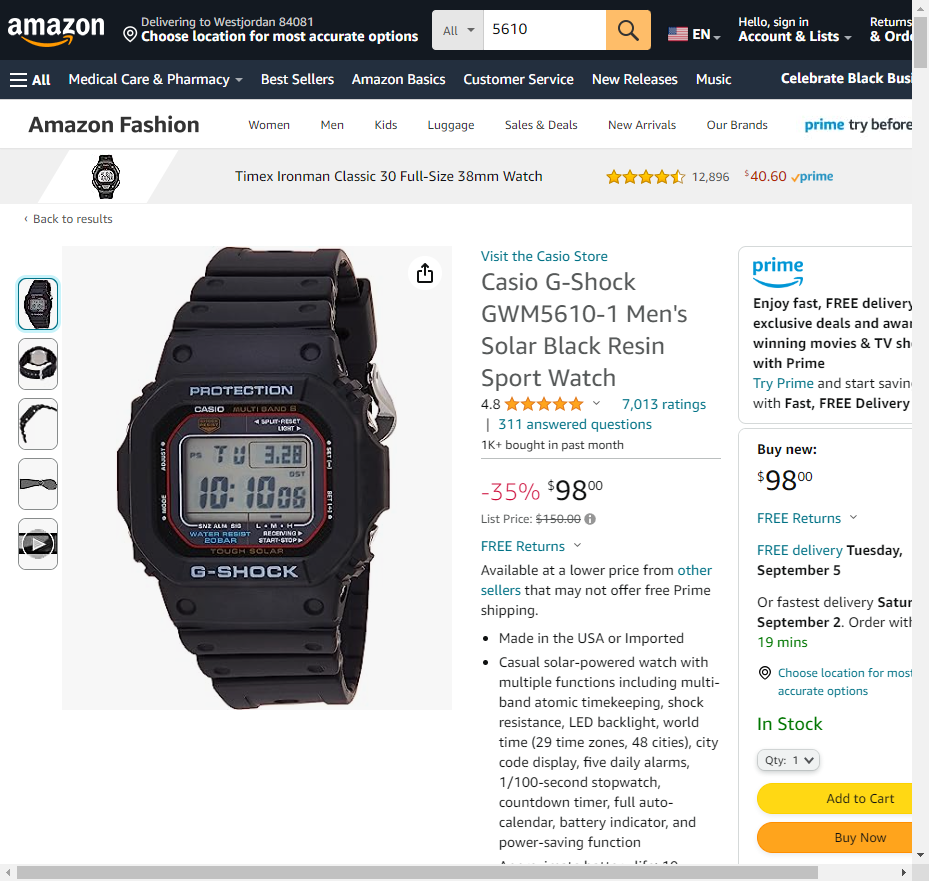 amazon
Delivering to Westjordan 84081
Choose location for most accurate options
All
5610
EN
Hello, sign in
Account & Lists
Returns
& Ord
All
Medical Care & Pharmacy
Best Sellers
Amazon Basics
Customer Service
New Releases
Music
Celebrate Black Busi
Amazon Fashion
Women
Men
Kids
Luggage
Sales & Deals
New Arrivals
Our Brands
prime try before
Timex Ironman Classic 30 Full-Size 38mm Watch
12,896
$40.60
prime
‹ Back to results
PROTECTION
CASIO MULTI BAND 6
SPLIT-RESET
LIGHT
ADJUST
MODE
PS TU 3.28
DST
10:10 08
SNZ ALM SIG
L • M • H
WATER RESIST
20BAR
RECEIVING
START-STOP
TOUGH SOLAR
G-SHOCK
Visit the Casio Store
Casio G-Shock
GWM5610-1 Men's
Solar Black Resin
Sport Watch
4.8
7,013 ratings
| 311 answered questions
1K+ bought in past month
-35% $9800
List Price: $150.00
FREE Returns
Available at a lower price from other
sellers that may not offer free Prime
shipping.
• Made in the USA or Imported
• Casual solar-powered watch with
multiple functions including multi-
band atomic timekeeping, shock
resistance, LED backlight, world
time (29 time zones, 48 cities), city
code display, five daily alarms,
1/100-second stopwatch,
countdown timer, full auto-
calendar, battery indicator, and
power-saving function
prime
Enjoy fast, FREE delivery
exclusive deals and awar
winning movies & TV sh
with Prime
Try Prime and start savin
with Fast, FREE Delivery
Buy new:
$9800
FREE Returns
FREE delivery Tuesday,
September 5
Or fastest delivery Satur
September 2. Order with
19 mins
Choose location for most
accurate options
In Stock
Qty: 1
Add to Cart
Buy Now